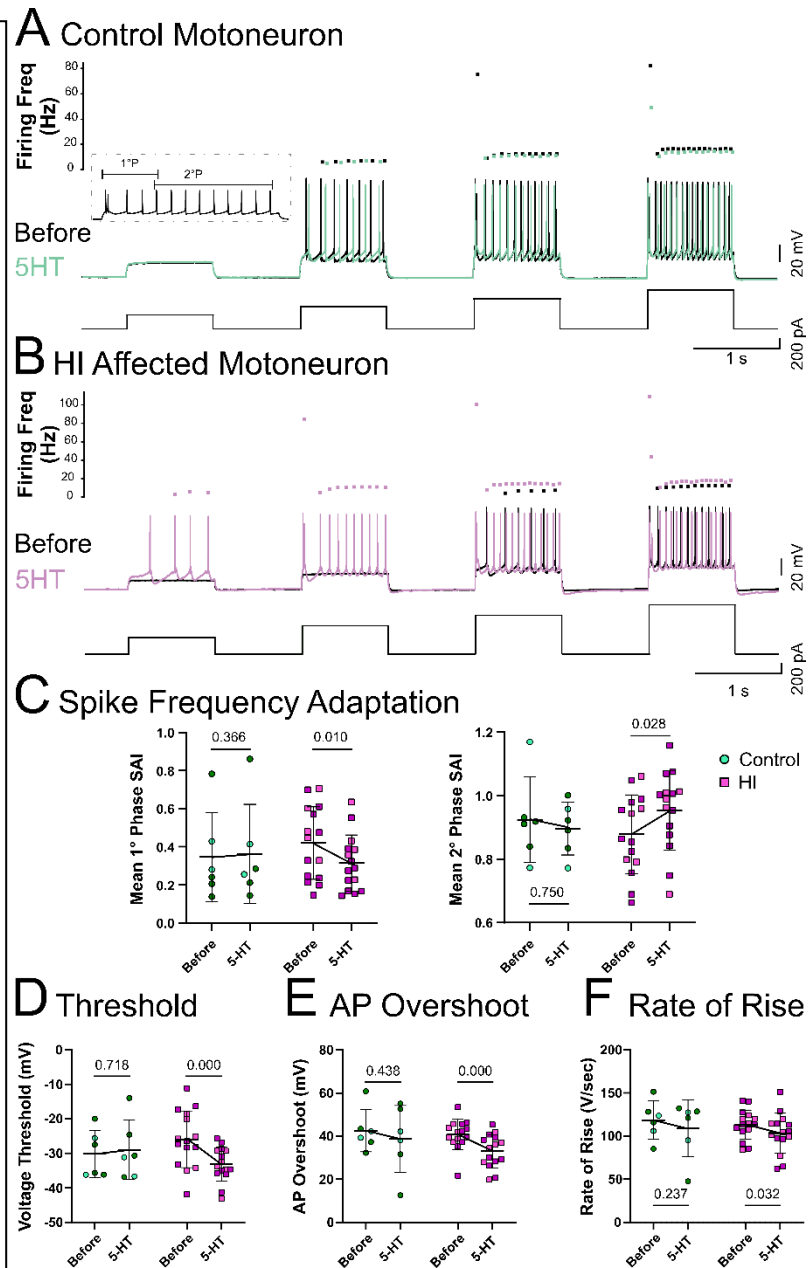 A Control Motoneuron
Firing Freq
(Hz)
80
60
40
20
0
1°P
2°P
Before
5HT
20 mV
200 pA
1 s
B HI Affected Motoneuron
Firing Freq
(Hz)
100
80
60
40
20
0
Before
5HT
20 mV
200 pA
1 s
C Spike Frequency Adaptation
Mean 1° Phase SAI
1.0
0.8
0.6
0.4
0.2
0.0
0.366
0.010
Before
5-HT
Before
5-HT
Mean 2° Phase SAI
1.2
1.0
0.8
0.6
0.028
0.750
Before
5-HT
Before
5-HT
Control
HI
D Threshold
Voltage Threshold (mV)
0
-10
-20
-30
-40
-50
0.718
0.000
Before
5-HT
Before
5-HT
E AP Overshoot
AP Overshoot (mV)
80
60
40
20
0
0.438
0.000
Before
5-HT
Before
5-HT
F Rate of Rise
Rate of Rise (V/sec)
200
150
100
50
0
0.237
0.032
Before
5-HT
Before
5-HT